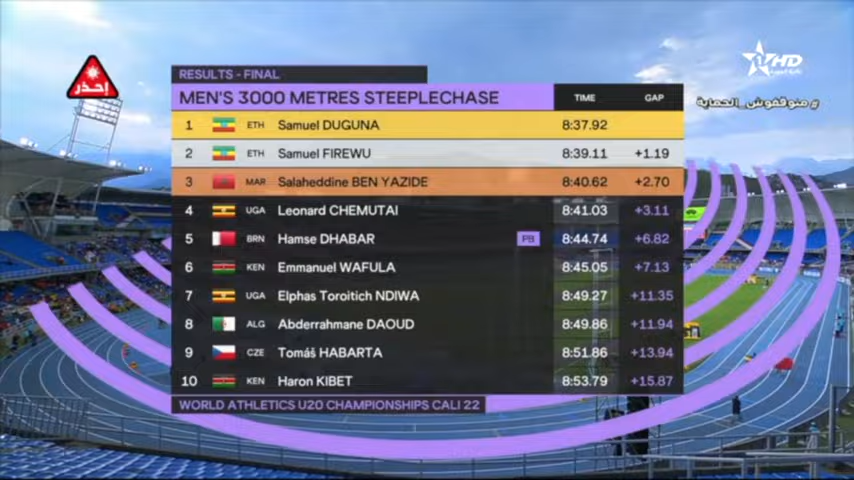 HD
إحذر
# متوقفوش_الحماية
RESULTS - FINAL
MEN'S 3000 METRES STEEPLECHASE TIME GAP
1 ETH Samuel DUGUNA 8:37.92
2 ETH Samuel FIREWU 8:39.11 +1.19
3 MAR Salaheddine BEN YAZIDE 8:40.62 +2.70
4 UGA Leonard CHEMUTAI 8:41.03 +3.11
5 BRN Hamse DHABAR PB 8:44.74 +6.82
6 KEN Emmanuel WAFULA 8:45.05 +7.13
7 UGA Elphas Toroitich NDIWA 8:49.27 +11.35
8 ALG Abderrahmane DAOUD 8:49.86 +11.94
9 CZE Tomáš HABARTA 8:51.86 +13.94
10 KEN Haron KIBET 8:53.79 +15.87
WORLD ATHLETICS U20 CHAMPIONSHIPS CALI 22